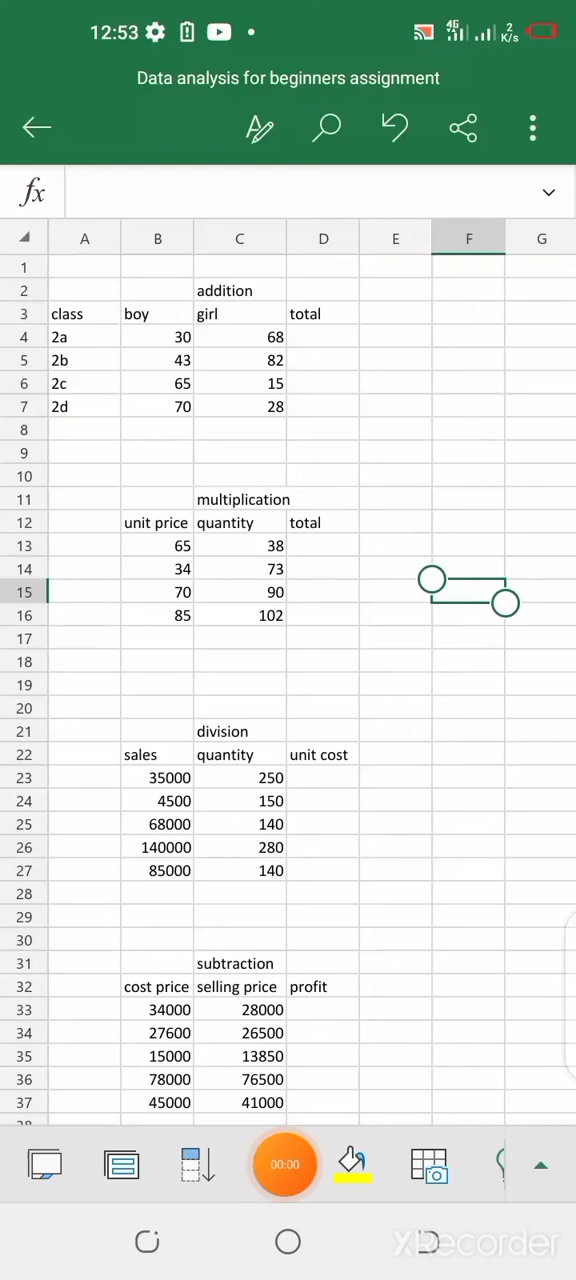 12:53 4G 2 K/s
Data analysis for beginners assignment
fx
A B C D E F G
1
2 addition
3 class boy girl total
4 2a 30 68
5 2b 43 82
6 2c 65 15
7 2d 70 28
8
9
10
11 multiplication
12 unit price quantity total
13 65 38
14 34 73
15 70 90
16 85 102
17
18
19
20
21 division
22 sales quantity unit cost
23 35000 250
24 4500 150
25 68000 140
26 140000 280
27 85000 140
28
29
30
31 subtraction
32 cost price selling price profit
33 34000 28000
34 27600 26500
35 15000 13850
36 78000 76500
37 45000 41000
00:00
XRecorder